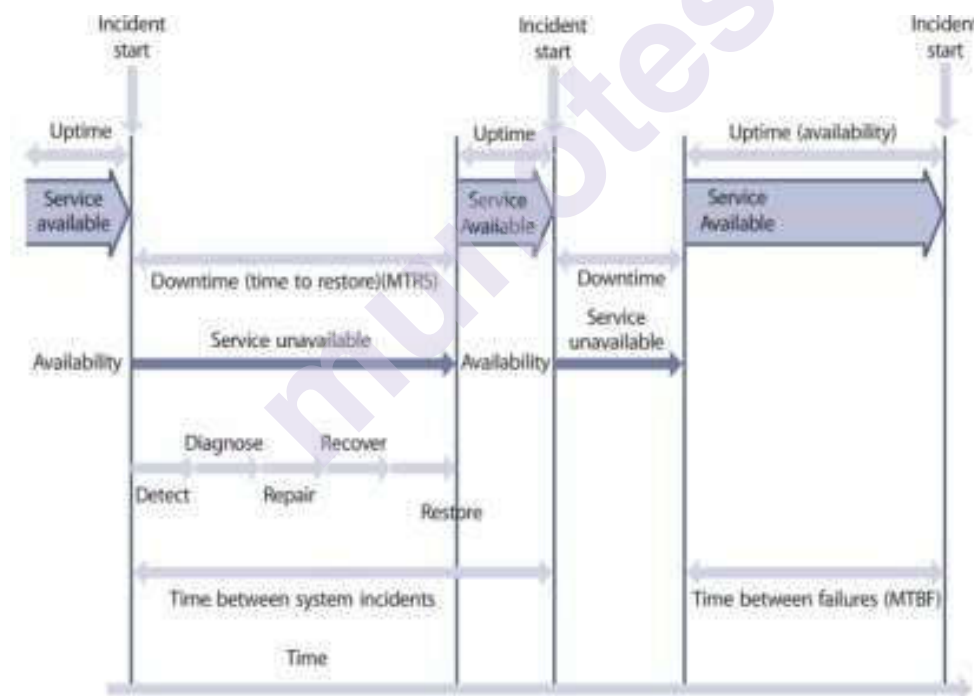 Incident
start
Incident
start
Incident
start
Uptime
Uptime
Uptime (availability)
Service
available
Service
Available
Service
Available
Downtime (time to restore)(MTRS)
Downtime
Service unavailable
Service
unavailable
Availability
Availability
Diagnose
Recover
Detect
Repair
Restore
Time between system incidents
Time between failures (MTBF)
Time
munotes